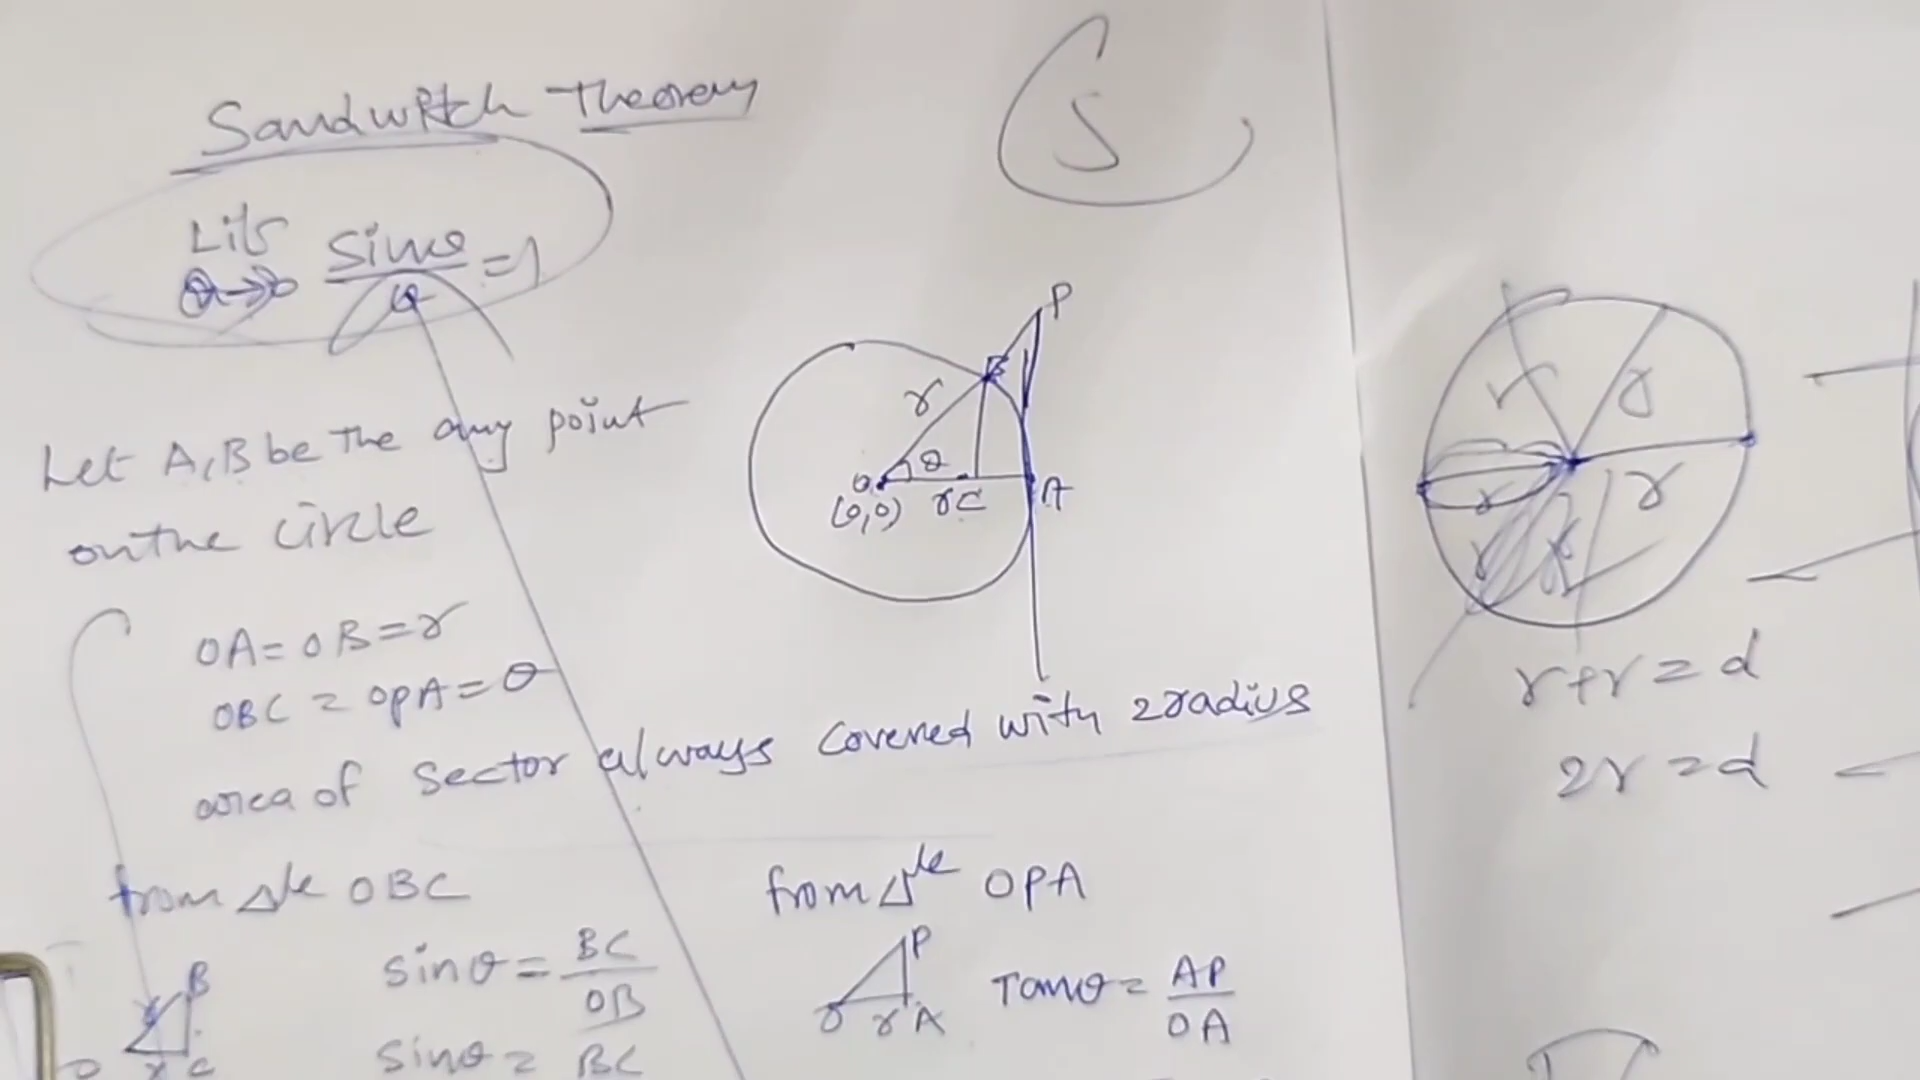 Sandwitch Theorem
S
Lit
θ→0
sinθ
θ
=1
P
B
r
θ
O
(0,0)
r C
A
Let A,B be the any point
on the circle
OA=OB=r
OBC = OPA=θ
area of sector always covered with 2radius
r
r
r
r
r
r
r+r=d
2r=d
from Δle OBC
B
C
sinθ = BC
OB
sinθ = BC
from Δle OPA
P
O r A
Tanθ = AP
OA